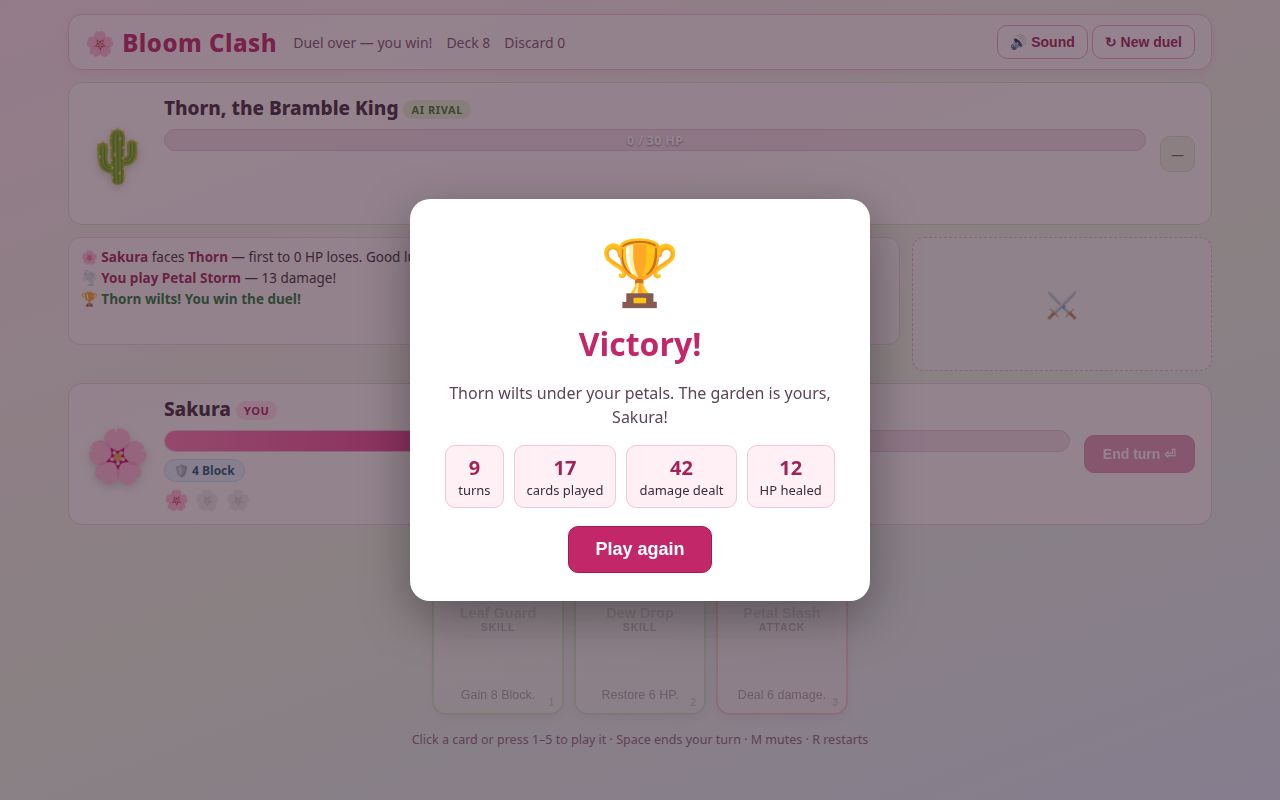 🌸 Bloom Clash Duel over — you win! Deck 8 Discard 0 🔊 Sound ↻ New duel
Thorn, the Bramble King AI RIVAL
0 / 30 HP
—
🌸 Sakura faces Thorn — first to 0 HP loses. Good
🌪️ You play Petal Storm — 13 damage!
🏆 Thorn wilts! You win the duel!
Sakura YOU
🛡️ 4 Block
End turn ⏎
Victory!
Thorn wilts under your petals. The garden is yours,
Sakura!
9 17 42 12
turns cards played damage dealt HP healed
Play again
Leaf Guard Dew Drop Petal Slash
SKILL SKILL ATTACK
Gain 8 Block. Restore 6 HP. Deal 6 damage.
1 2 3
Click a card or press 1–5 to play it · Space ends your turn · M mutes · R restarts